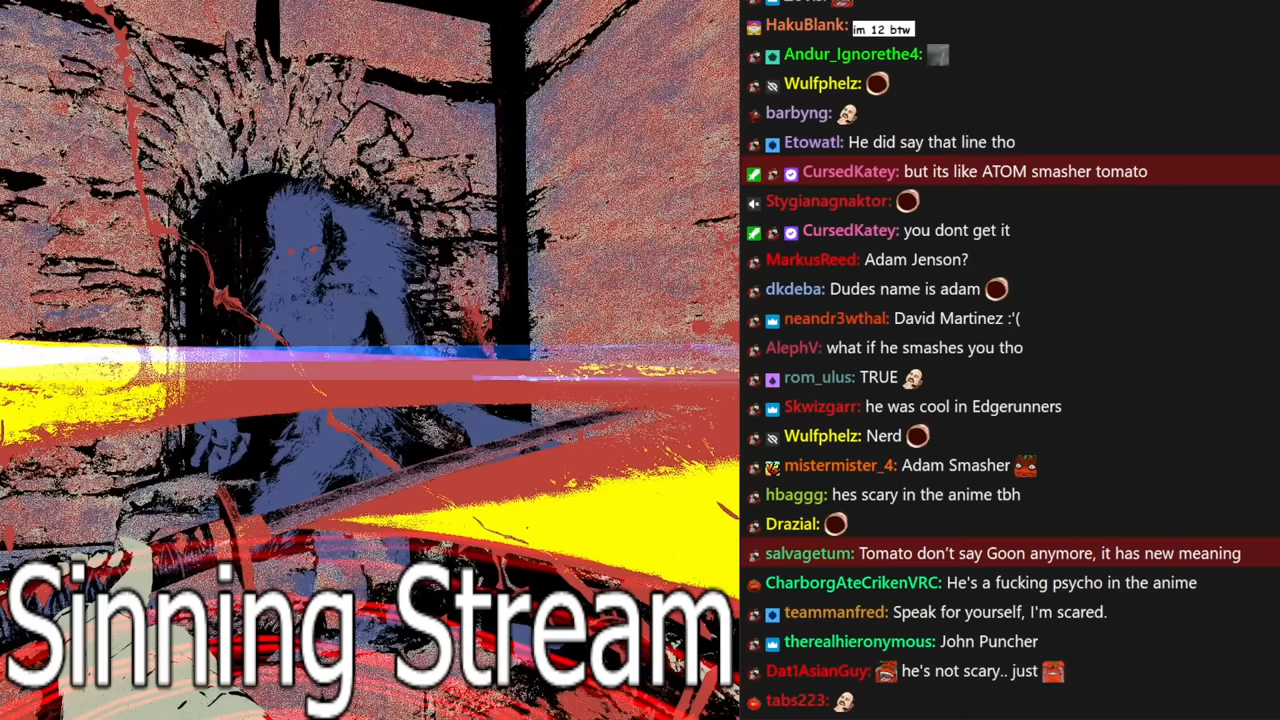 HakuBlank: im 12 btw
Andur_Ignorethe4:
Wulfphelz:
barbyng:
Etowatl: He did say that line tho
CursedKatey: but its like ATOM smasher tomato
Stygianagnaktor:
CursedKatey: you dont get it
MarkusReed: Adam Jenson?
dkdeba: Dudes name is adam
neandr3wthal: David Martinez :'(
AlephV: what if he smashes you tho
rom_ulus: TRUE
Skwizgarr: he was cool in Edgerunners
Wulfphelz: Nerd
mistermister_4: Adam Smasher
hbaggg: hes scary in the anime tbh
Drazial:
salvagetum: Tomato don’t say Goon anymore, it has new meaning
CharborgAteCrikenVRC: He's a fucking psycho in the anime
teammanfred: Speak for yourself, I'm scared.
therealhieronymous: John Puncher
Dat1AsianGuy: he's not scary.. just
tabs223:
Sinning Stream